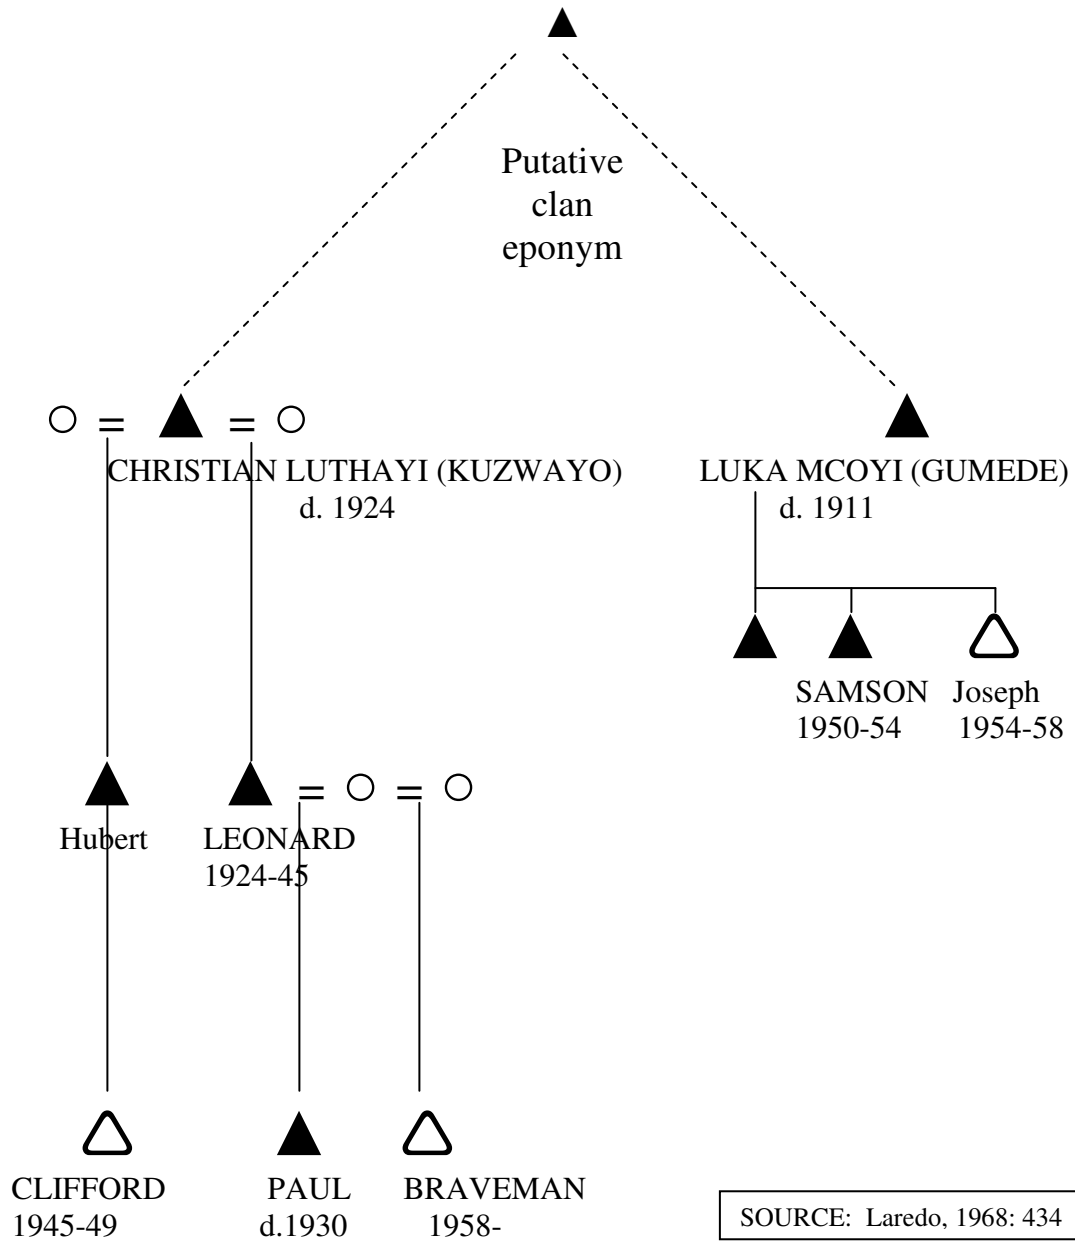 Putative
clan
eponym
CHRISTIAN LUTHAYI (KUZWAYO)
d. 1924
LUKA MCOYI (GUMEDE)
d. 1911
SAMSON
1950-54
Joseph
1954-58
Hubert
LEONARD
1924-45
CLIFFORD
1945-49
PAUL
d.1930
BRAVEMAN
1958-
SOURCE: Laredo, 1968: 434